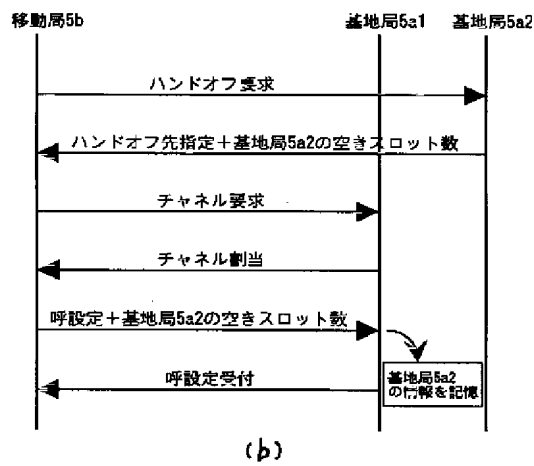 移動局5b 基地局5a1 基地局5a2
ハンドオフ要求
ハンドオフ先指定＋基地局5a2の空きスロット数
チャネル要求
チャネル割当
呼設定＋基地局5a2の空きスロット数
呼設定受付
基地局5a2
の情報を記憶
(b)